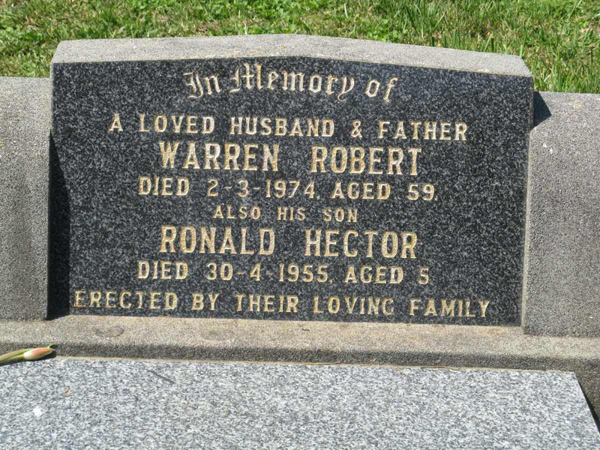 In Memory of
A LOVED HUSBAND & FATHER
WARREN ROBERT
DIED 2-3-1974, AGED 59.
ALSO HIS SON
RONALD HECTOR
DIED 30-4-1955, AGED 5
ERECTED BY THEIR LOVING FAMILY